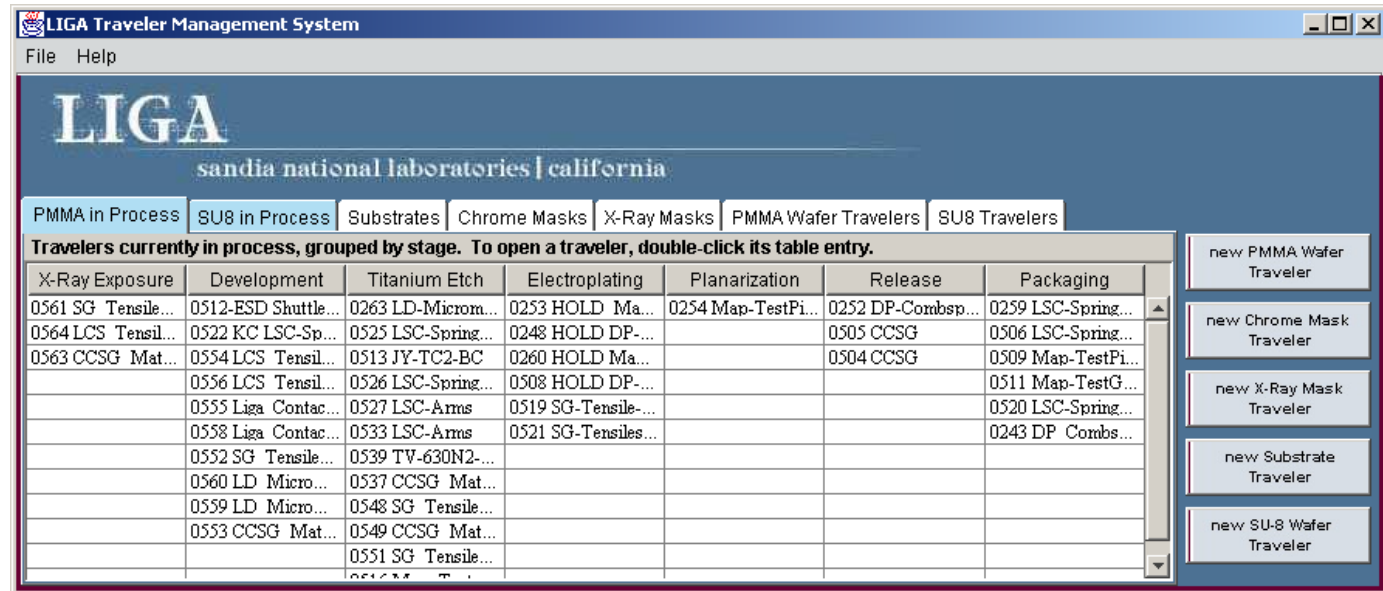 LIGA Traveler Management System
File Help
LIGA
sandia national laboratories | california
PMMA in Process SU8 in Process Substrates Chrome Masks X-Ray Masks PMMA Wafer Travelers SU8 Travelers
Travelers currently in process, grouped by stage. To open a traveler, double-click its table entry.
X-Ray Exposure Development Titanium Etch Electroplating Planarization Release Packaging
0561 SG Tensile... 0512-ESD Shuttle... 0263 LD-Microm... 0253 HOLD Ma... 0254 Map-TestPi... 0252 DP-Combsp... 0259 LSC-Spring...
0564 LCS Tensil... 0522 KC LSC-Sp... 0525 LSC-Spring... 0248 HOLD DP-... 0505 CCSG 0506 LSC-Spring...
0563 CCSG Mat... 0554 LCS Tensil... 0513 JY-TC2-BC 0260 HOLD Ma... 0504 CCSG 0509 Map-TestPi...
0556 LCS Tensil... 0526 LSC-Spring... 0508 HOLD DP-... 0511 Map-TestG...
0555 Liga Contac... 0527 LSC-Arms 0519 SG-Tensile-... 0520 LSC-Spring...
0558 Liga Contac... 0533 LSC-Arms 0521 SG-Tensiles... 0243 DP Combs...
0552 SG Tensile... 0539 TV-630N2-...
0560 LD Micro... 0537 CCSG Mat...
0559 LD Micro... 0548 SG Tensile...
0553 CCSG Mat... 0549 CCSG Mat...
0551 SG Tensile...
new PMMA Wafer
Traveler
new Chrome Mask
Traveler
new X-Ray Mask
Traveler
new Substrate
Traveler
new SU-8 Wafer
Traveler